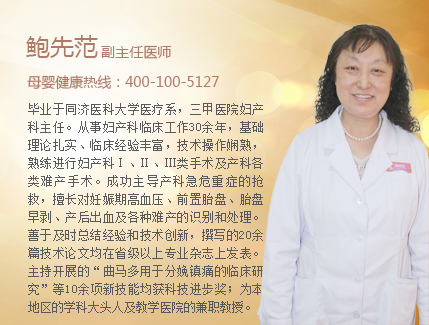 鲍先范 副主任医师
母婴健康热线：400-100-5127
毕业于同济医科大学医疗系，三甲医院妇产
科主任。从事妇产科临床工作30余年，基础
理论扎实、临床经验丰富，技术操作娴熟，
熟练进行妇产科Ⅰ、Ⅱ、Ⅲ类手术及产科各
类难产手术。成功主导产科急危重症的抢
救，擅长对妊娠期高血压、前置胎盘、胎盘
早剥、产后出血及各种难产的识别和处理。
善于及时总结经验和技术创新，撰写的20余
篇技术论文均在省级以上专业杂志上发表。
主持开展的“曲马多用于分娩镇痛的临床研
究”等10余项新技能均获科技进步奖；为本
地区的学科大头人及教学医院的兼职教授。